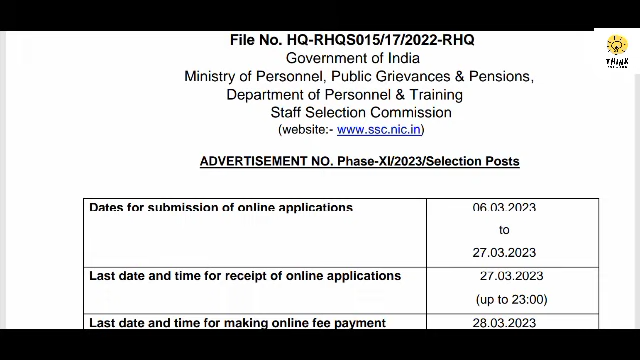 File No. HQ-RHQS015/17/2022-RHQ
Government of India
Ministry of Personnel, Public Grievances & Pensions,
Department of Personnel & Training
Staff Selection Commission
(website:- www.ssc.nic.in)
ADVERTISEMENT NO. Phase-XI/2023/Selection Posts
Dates for submission of online applications 06.03.2023
to
27.03.2023
Last date and time for receipt of online applications 27.03.2023
(up to 23:00)
Last date and time for making online fee payment 28.03.2023
THINK